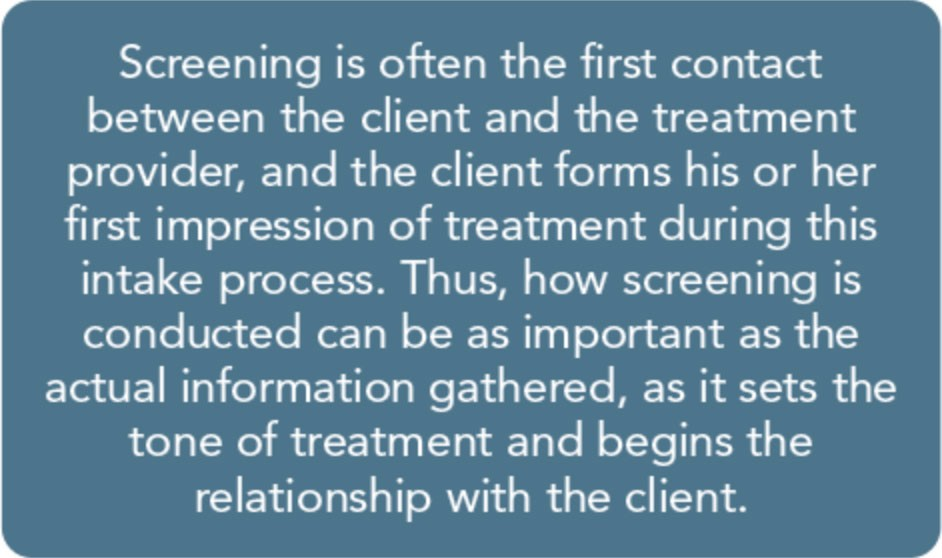 Screening is often the first contact
between the client and the treatment
provider, and the client forms his or her
first impression of treatment during this
intake process. Thus, how screening is
conducted can be as important as the
actual information gathered, as it sets the
tone of treatment and begins the
relationship with the client.